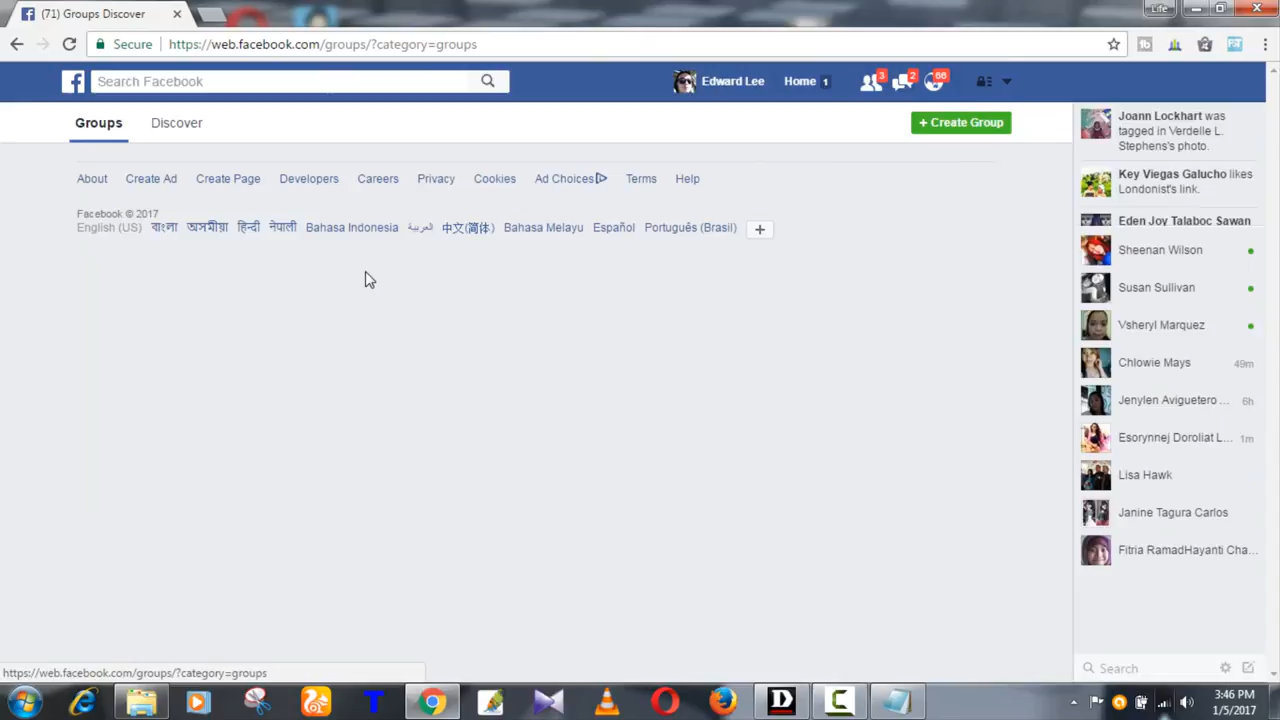 (71) Groups Discover
Life
Secure https://web.facebook.com/groups/?category=groups
Search Facebook
Edward Lee Home 1 3 2 66
Groups Discover + Create Group
About Create Ad Create Page Developers Careers Privacy Cookies Ad Choices Terms Help
Facebook © 2017
English (US) বাংলা অসমীয়া हिन्दी नेपाली Bahasa Indonesia العربية 中文(简体) Bahasa Melayu Español Português (Brasil) +
Joann Lockhart was
tagged in Verdelle L.
Stephens's photo.
Key Viegas Galucho likes
Londonist's link.
Eden Joy Talaboc Sawan
Sheenan Wilson
Susan Sullivan
Vsheryl Marquez
Chlowie Mays 49m
Jenylen Aviguetero ... 6h
Esorynnej Doroliat L... 1m
Lisa Hawk
Janine Tagura Carlos
Fitria RamadHayanti Cha...
Search
https://web.facebook.com/groups/?category=groups
3:46 PM
1/5/2017